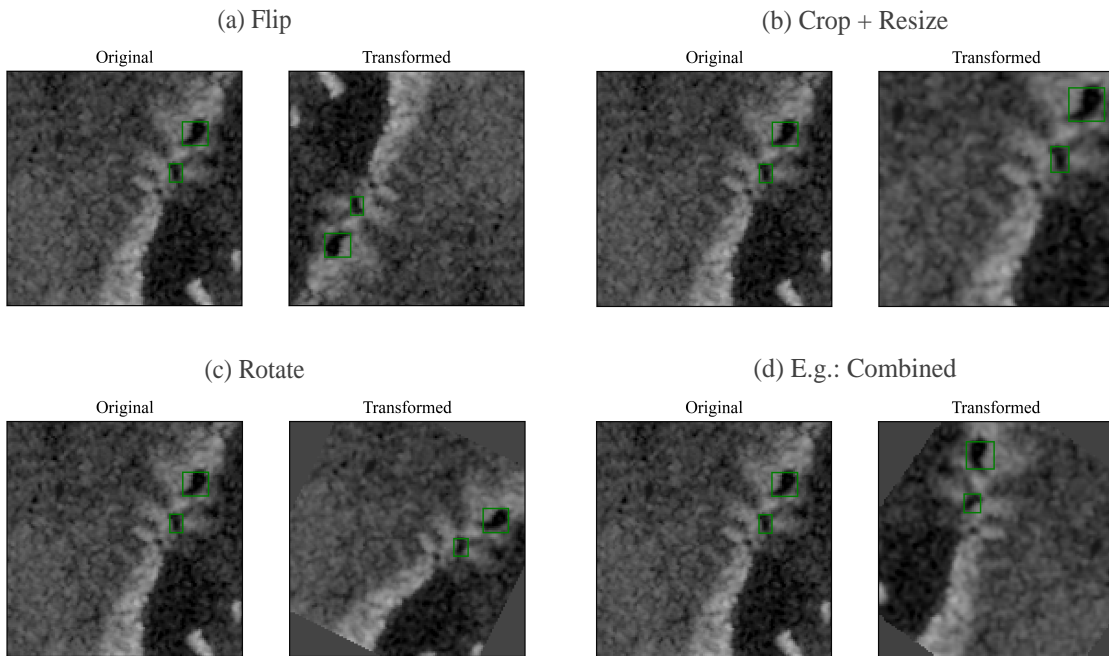 (a) Flip
(b) Crop + Resize
Original
Transformed
Original
Transformed
(c) Rotate
(d) E.g.: Combined
Original
Transformed
Original
Transformed